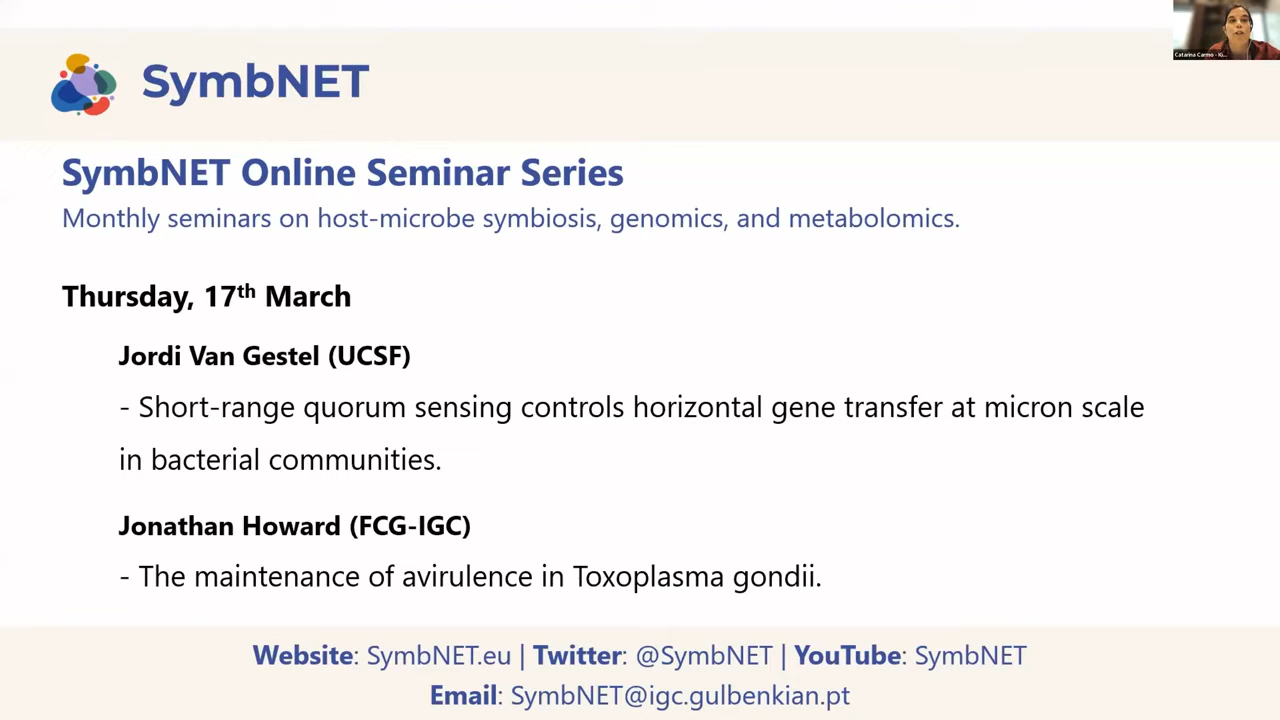 SymbNET
SymbNET Online Seminar Series
Monthly seminars on host-microbe symbiosis, genomics, and metabolomics.
Thursday, 17th March
Jordi Van Gestel (UCSF)
- Short-range quorum sensing controls horizontal gene transfer at micron scale
in bacterial communities.
Jonathan Howard (FCG-IGC)
- The maintenance of avirulence in Toxoplasma gondii.
Website: SymbNET.eu | Twitter: @SymbNET | YouTube: SymbNET
Email: SymbNET@igc.gulbenkian.pt
Catarina Carmo -